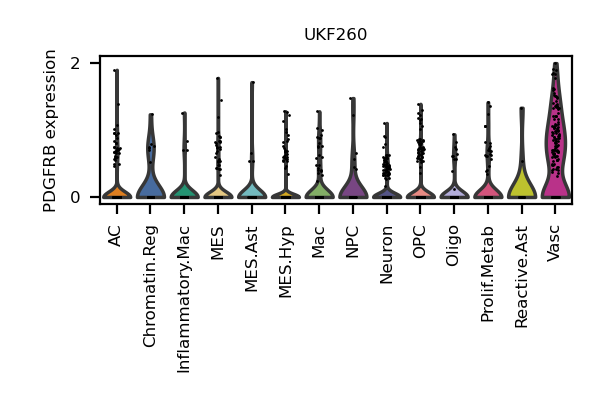 UKF260
PDGFRB expression
2
0
AC
Chromatin.Reg
Inflammatory.Mac
MES
MES.Ast
MES.Hyp
Mac
NPC
Neuron
OPC
Oligo
Prolif.Metab
Reactive.Ast
Vasc